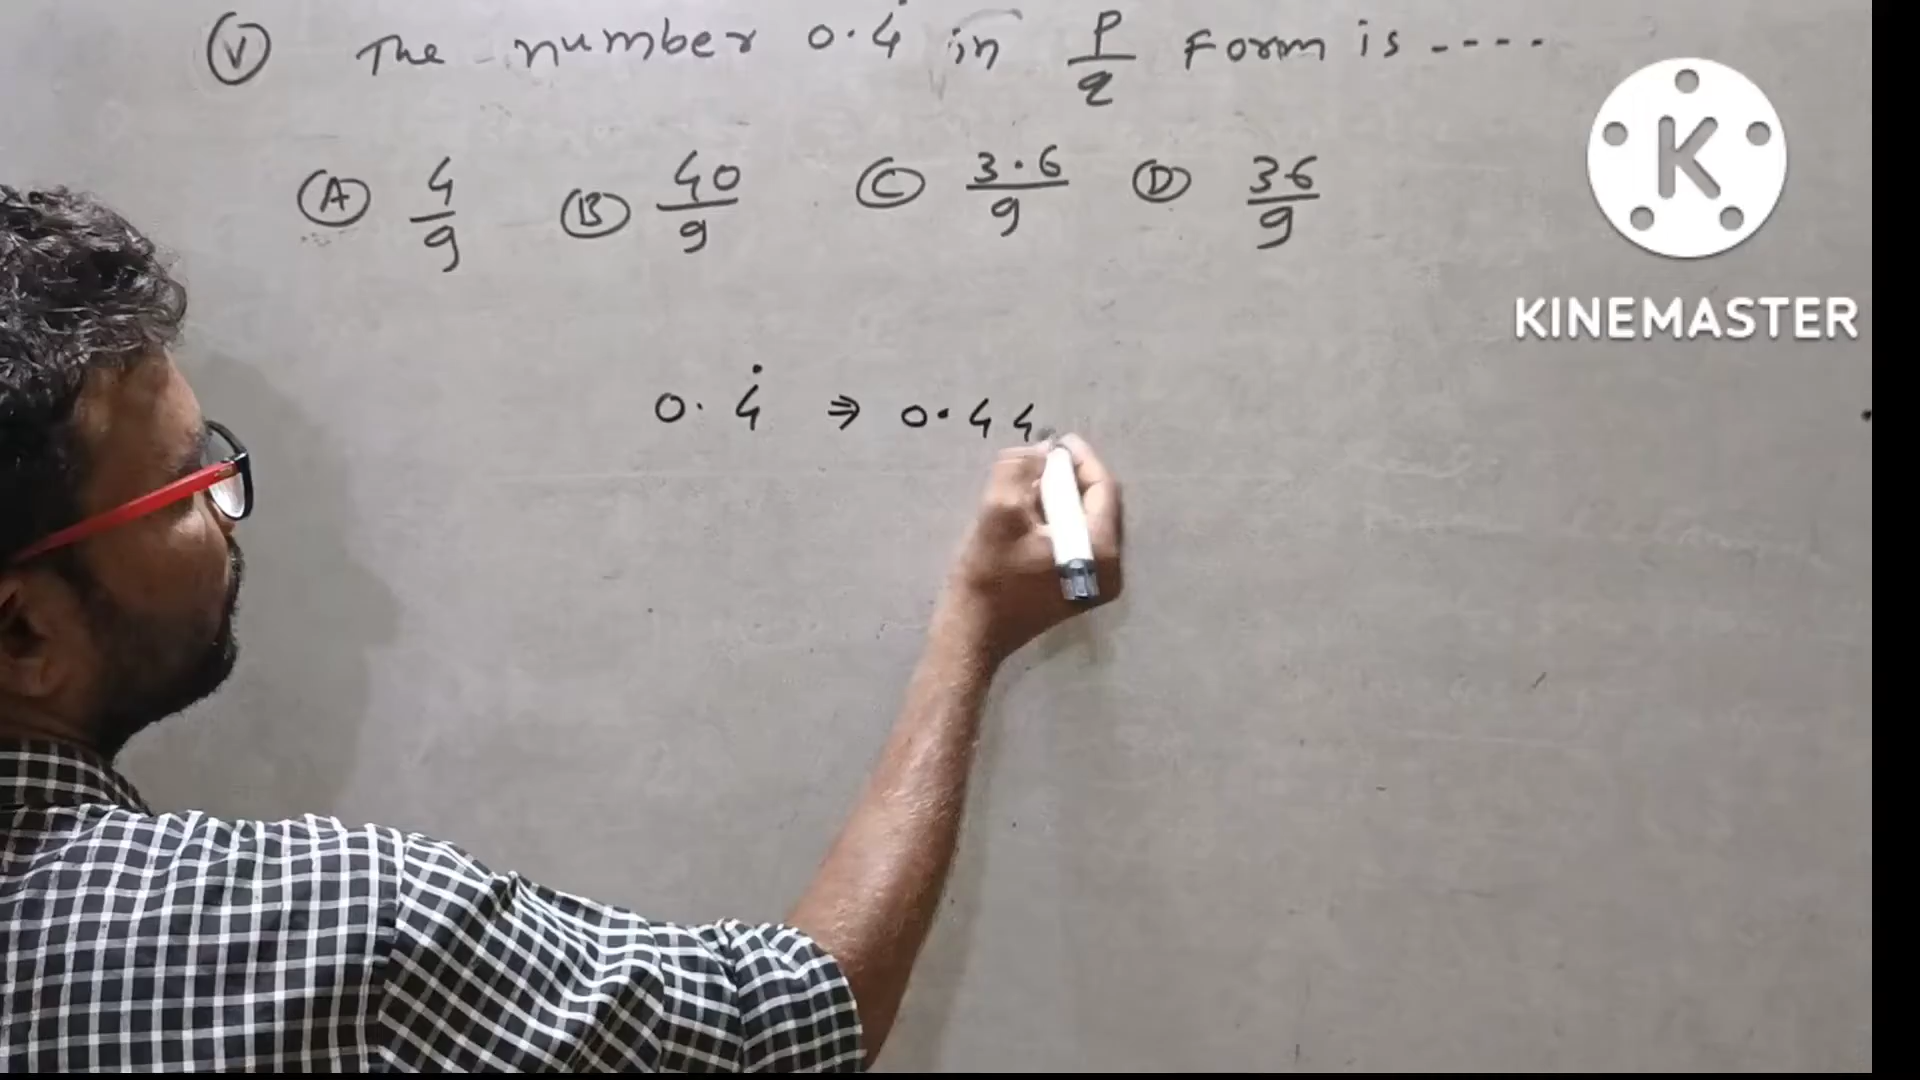 (V) The number 0.4̇ in p/q form is ----
(A) 4/9 (B) 40/9 (C) 3.6/9 (D) 36/9
K
KINEMASTER
0.4̇ ⇒ 0.44